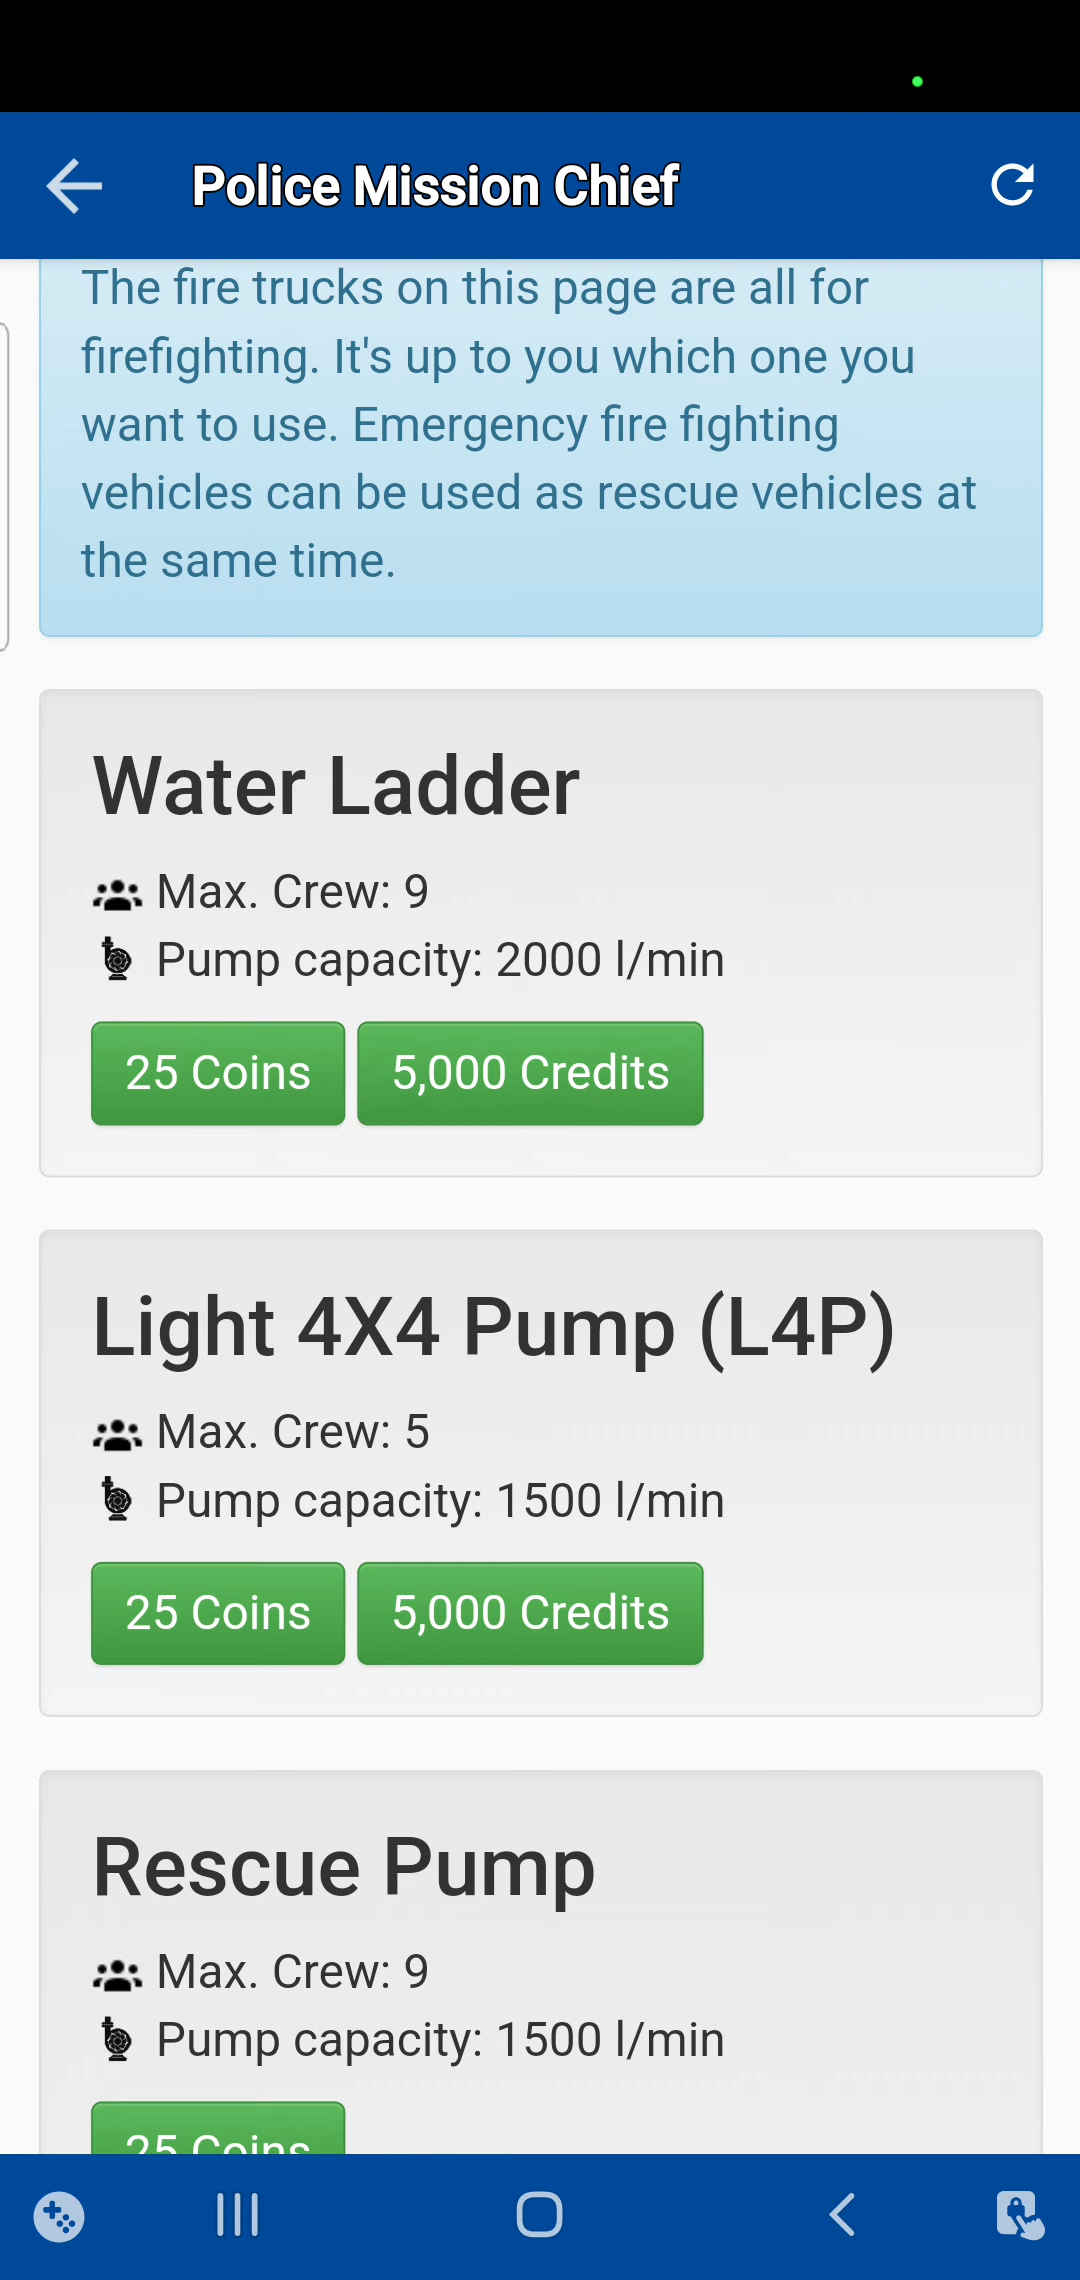 Police Mission Chief
The fire trucks on this page are all for
firefighting. It's up to you which one you
want to use. Emergency fire fighting
vehicles can be used as rescue vehicles at
the same time.
Water Ladder
Max. Crew: 9
Pump capacity: 2000 l/min
25 Coins 5,000 Credits
Light 4X4 Pump (L4P)
Max. Crew: 5
Pump capacity: 1500 l/min
25 Coins 5,000 Credits
Rescue Pump
Max. Crew: 9
Pump capacity: 1500 l/min
25 Coins